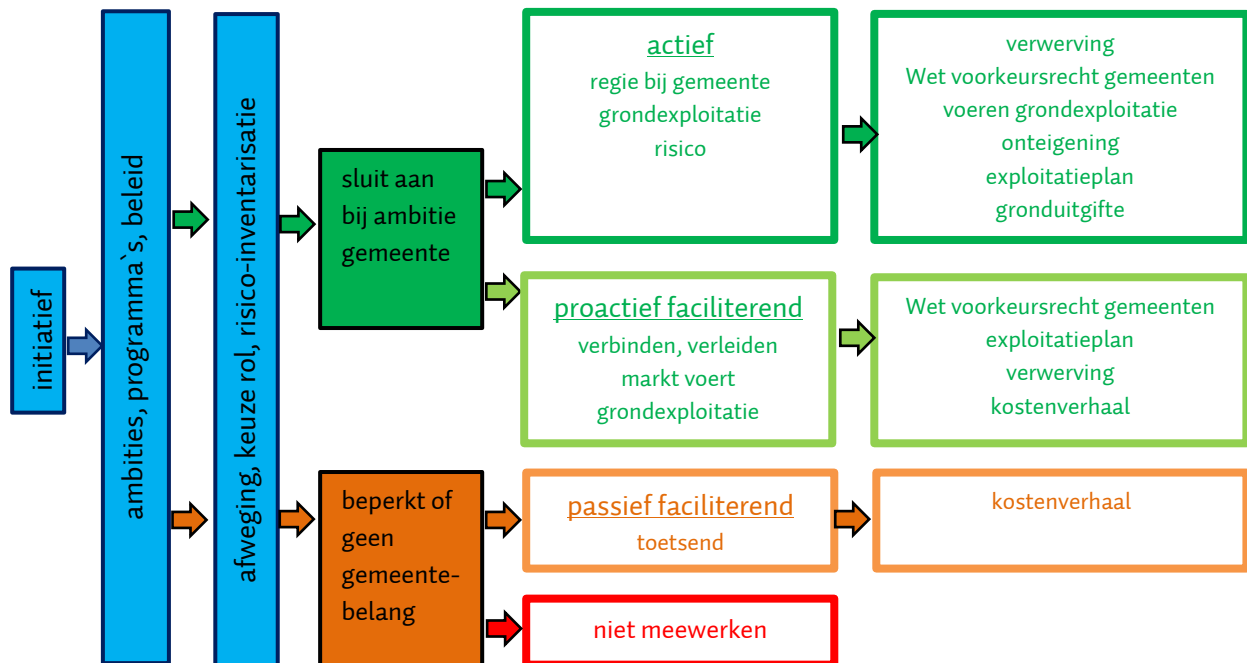 initiatief
ambities, programma`s, beleid
afweging, keuze rol, risico-inventarisatie
sluit aan
bij ambitie
gemeente
actief
regie bij gemeente
grondexploitatie
risico
verwerving
Wet voorkeursrecht gemeenten
voeren grondexploitatie
onteigening
exploitatieplan
gronduitgifte
proactief faciliterend
verbinden, verleiden
markt voert
grondexploitatie
Wet voorkeursrecht gemeenten
exploitatieplan
verwerving
kostenverhaal
beperkt of
geen
gemeente-
belang
passief faciliterend
toetsend
kostenverhaal
niet meewerken